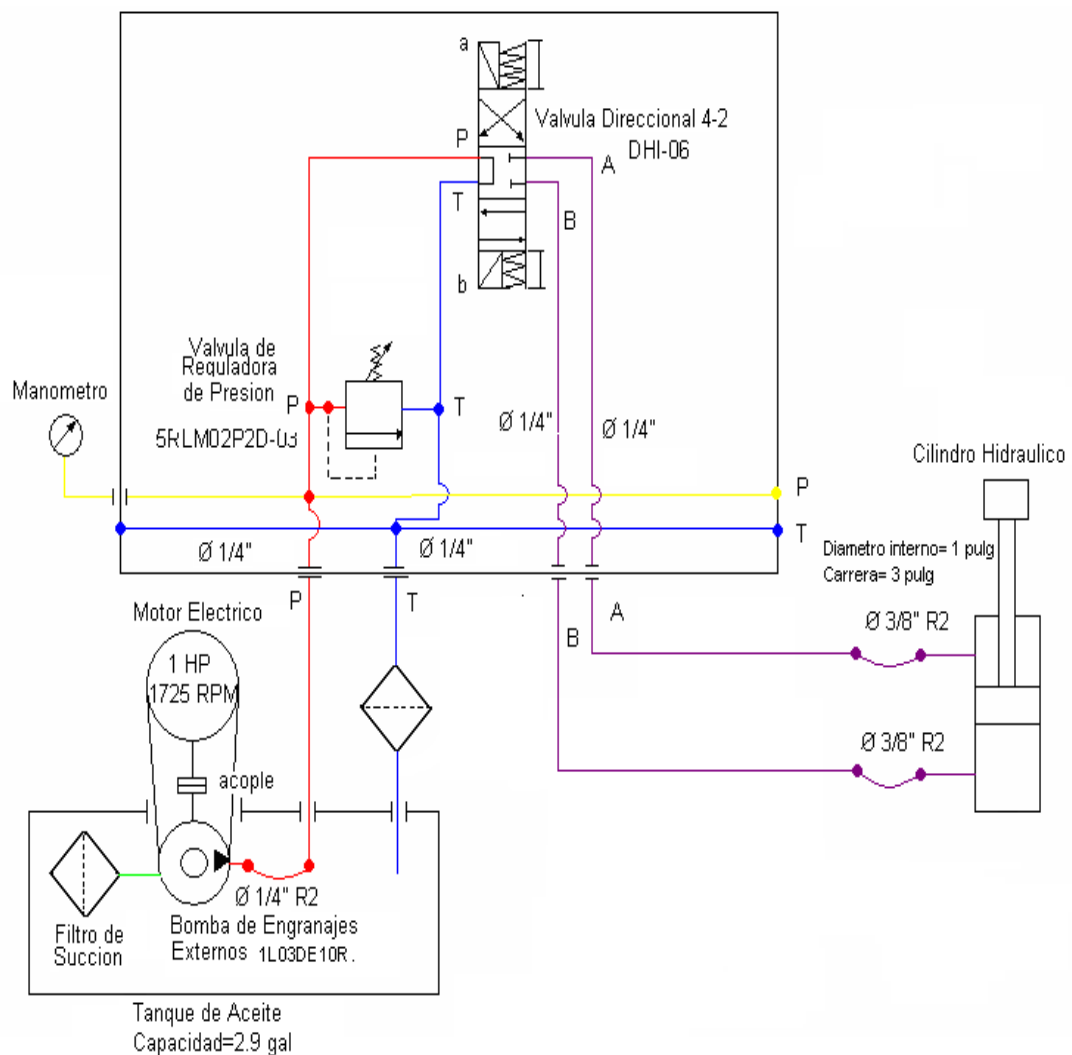 a
Valvula Direccional 4-2
DHI-06
P
A
T
B
b
Valvula de
Reguladora
de Presion
P
T
5RLM02P2D-03
Manometro
Ø 1/4"
Ø 1/4"
Cilindro Hidraulico
P
T
Ø 1/4"
Ø 1/4"
Diametro interno= 1 pulg
Carrera= 3 pulg
P
T
A
B
Motor Electrico
Ø 3/8" R2
1 HP
1725 RPM
Ø 3/8" R2
acople
Ø 1/4" R2
Filtro de
Succion
Bomba de Engranajes
Externos 1L03DE10R.
Tanque de Aceite
Capacidad=2.9 gal